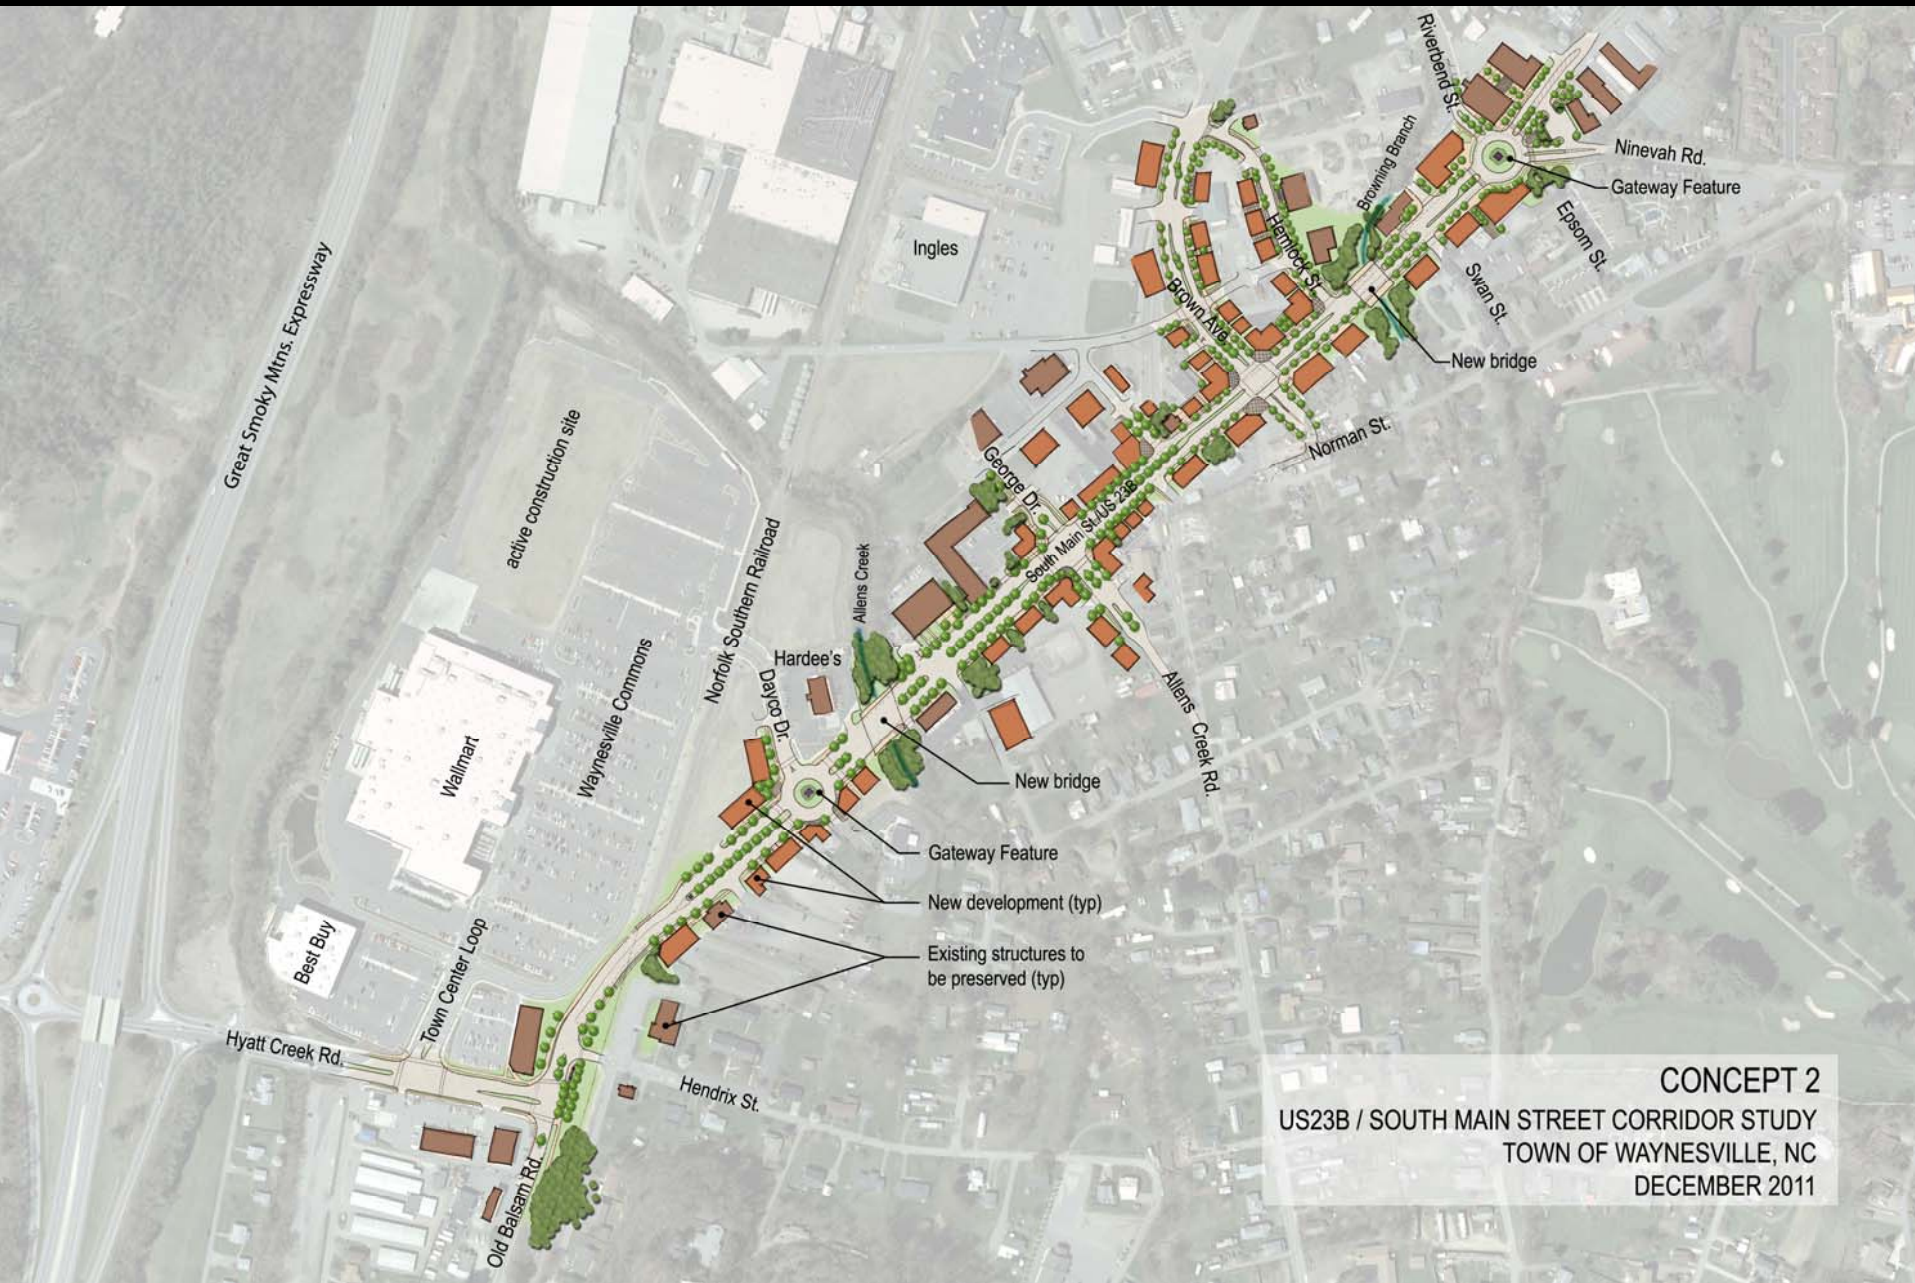 Riverbend St.
Ninevah Rd.
Gateway Feature
Browning Branch
Epsom St.
Ingles
Hemlock St.
Swan St.
Brown Ave.
New bridge
Great Smoky Mtns. Expressway
Norman St.
active construction site
George Dr.
South Main St./US 23B
Norfolk Southern Railroad
Allens Creek
Hardee's
Dayco Dr.
Waynesville Commons
Wallmart
Allens Creek Rd.
New bridge
Gateway Feature
New development (typ)
Existing structures to
be preserved (typ)
Best Buy
Town Center Loop
Hyatt Creek Rd.
Hendrix St.
Old Balsam Rd.
CONCEPT 2
US23B / SOUTH MAIN STREET CORRIDOR STUDY
TOWN OF WAYNESVILLE, NC
DECEMBER 2011